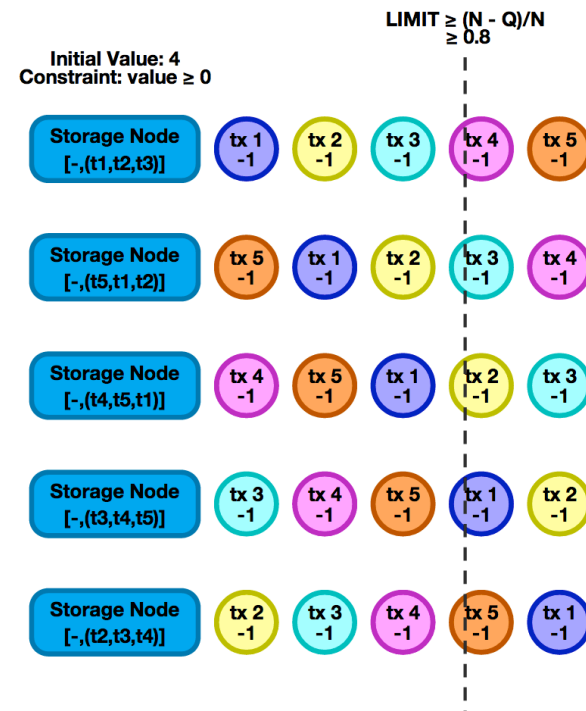 LIMIT ≥ (N - Q)/N
≥ 0.8
Initial Value: 4
Constraint: value ≥ 0
Storage Node
[-,(t1,t2,t3)]
tx 1
-1
tx 2
-1
tx 3
-1
tx 4
-1
tx 5
-1
Storage Node
[-,(t5,t1,t2)]
tx 5
-1
tx 1
-1
tx 2
-1
tx 3
-1
tx 4
-1
Storage Node
[-,(t4,t5,t1)]
tx 4
-1
tx 5
-1
tx 1
-1
tx 2
-1
tx 3
-1
Storage Node
[-,(t3,t4,t5)]
tx 3
-1
tx 4
-1
tx 5
-1
tx 1
-1
tx 2
-1
Storage Node
[-,(t2,t3,t4)]
tx 2
-1
tx 3
-1
tx 4
-1
tx 5
-1
tx 1
-1